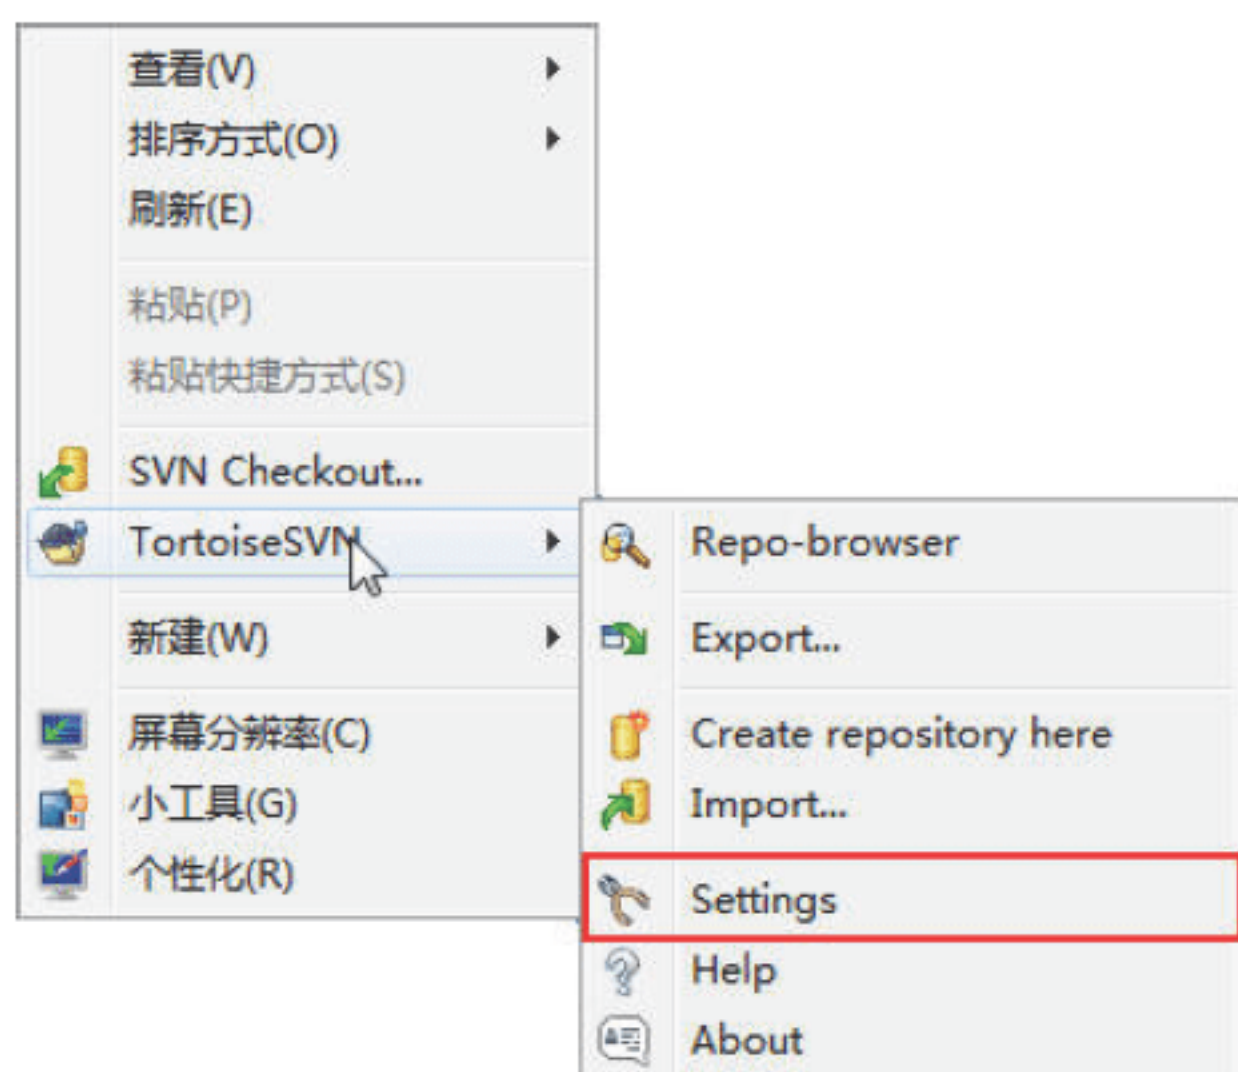 查看(V)
排序方式(O)
刷新(E)
粘贴(P)
粘贴快捷方式(S)
SVN Checkout...
TortoiseSVN
新建(W)
屏幕分辨率(C)
小工具(G)
个性化(R)
Repo-browser
Export...
Create repository here
Import...
Settings
Help
About